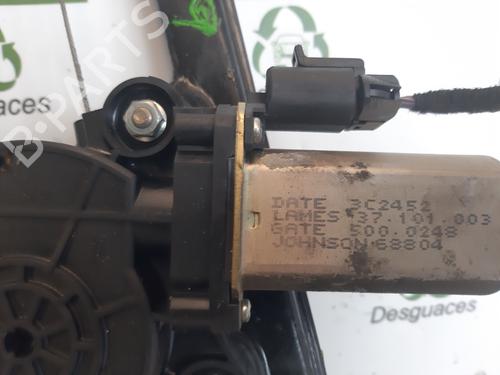 B-PARTS
Desguaces
DATE 3C2452
LAMES 37.101.003
GATE 500.0248
JOHNSON 68804
Desguaces